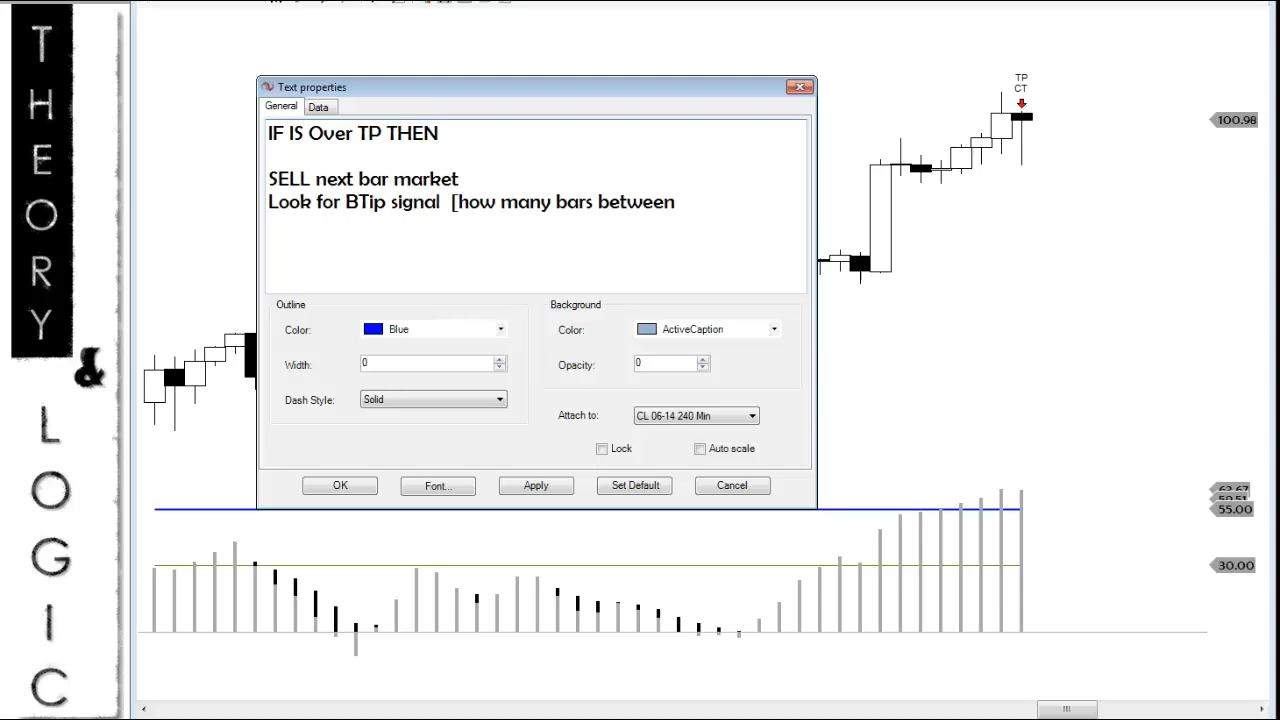 THEORY
&
LOGIC
Text properties
General
Data
IF IS Over TP THEN
SELL next bar market
Look for BTip signal [how many bars between
Outline
Color:
Blue
Width:
0
Dash Style:
Solid
Background
Color:
ActiveCaption
Opacity:
0
Attach to:
CL 06-14 240 Min
Lock
Auto scale
OK
Font...
Apply
Set Default
Cancel
TP
CT
100.98
62.67
55.00
30.00